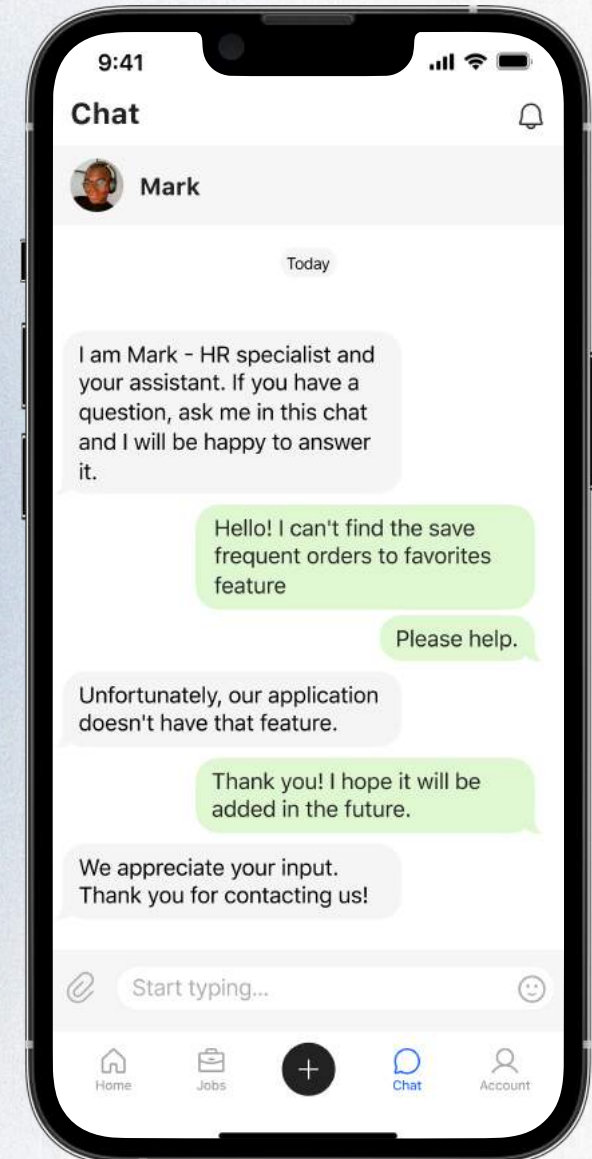 9:41
Chat
Mark
Today
I am Mark - HR specialist and
your assistant. If you have a
question, ask me in this chat
and I will be happy to answer
it.
Hello! I can't find the save
frequent orders to favorites
feature
Please help.
Unfortunately, our application
doesn't have that feature.
Thank you! I hope it will be
added in the future.
We appreciate your input.
Thank you for contacting us!
Start typing...
Home
Jobs
Chat
Account